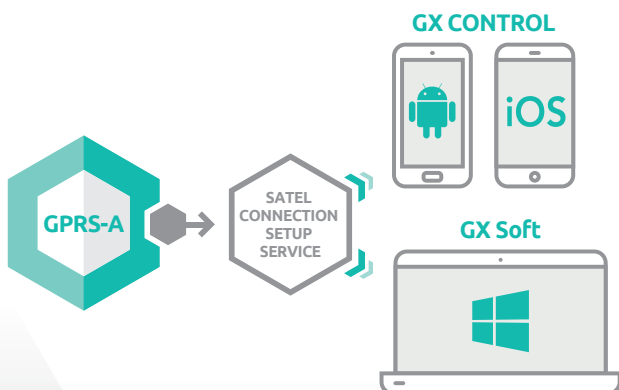 GX CONTROL
iOS
GPRS-A
SATEL
CONNECTION
SETUP
SERVICE
GX Soft